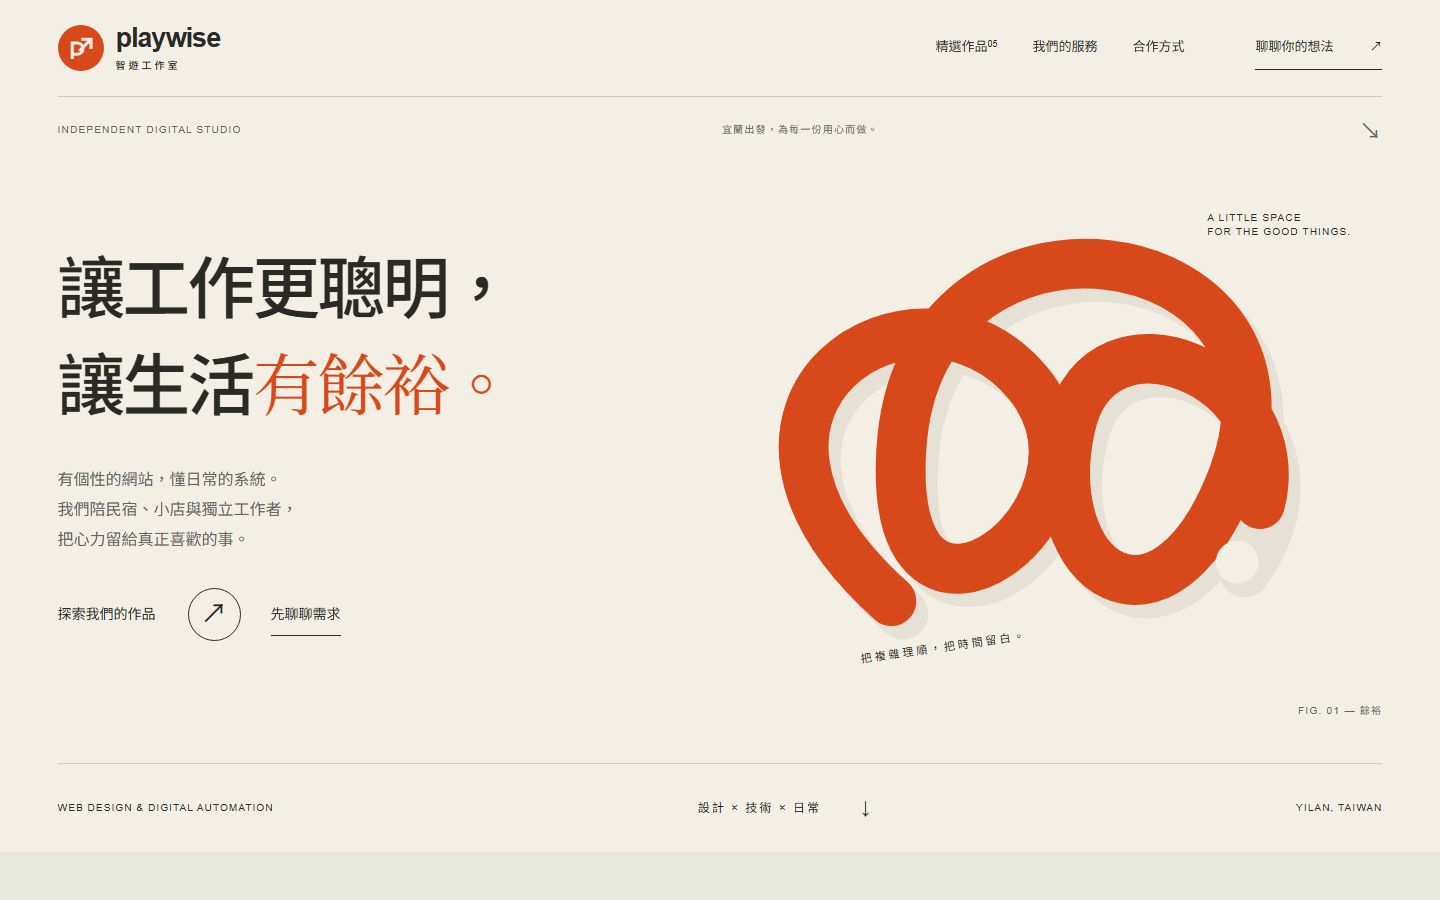 playwise
智遊工作室
精選作品05
我們的服務
合作方式
聊聊你的想法 ↗
INDEPENDENT DIGITAL STUDIO
宜蘭出發，為每一份用心而做。
↘
A LITTLE SPACE
FOR THE GOOD THINGS.
讓工作更聰明，
讓生活有餘裕。
有個性的網站，懂日常的系統。
我們陪民宿、小店與獨立工作者，
把心力留給真正喜歡的事。
探索我們的作品 ↗
先聊聊需求
把複雜理順，把時間留白。
FIG. 01 — 餘裕
WEB DESIGN & DIGITAL AUTOMATION
設計 × 技術 × 日常 ↓
YILAN, TAIWAN